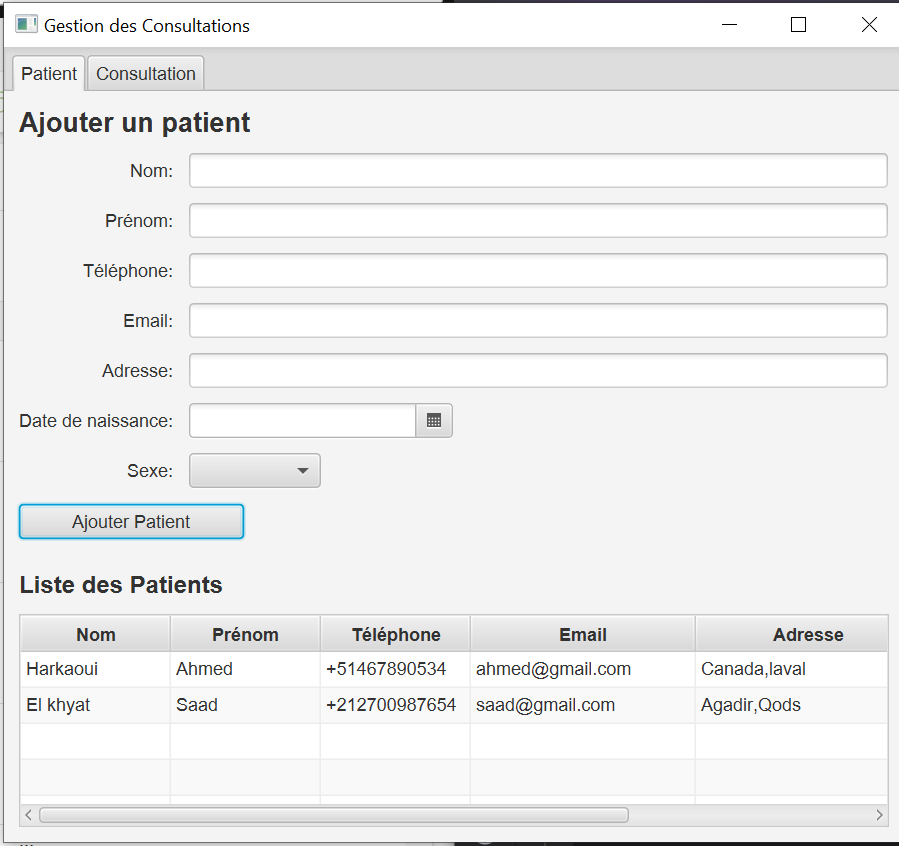 Gestion des Consultations
Patient Consultation
Ajouter un patient
Nom:
Prénom:
Téléphone:
Email:
Adresse:
Date de naissance:
Sexe:
Ajouter Patient
Liste des Patients
Nom Prénom Téléphone Email Adresse
Harkaoui Ahmed +51467890534 ahmed@gmail.com Canada,laval
El khyat Saad +212700987654 saad@gmail.com Agadir,Qods